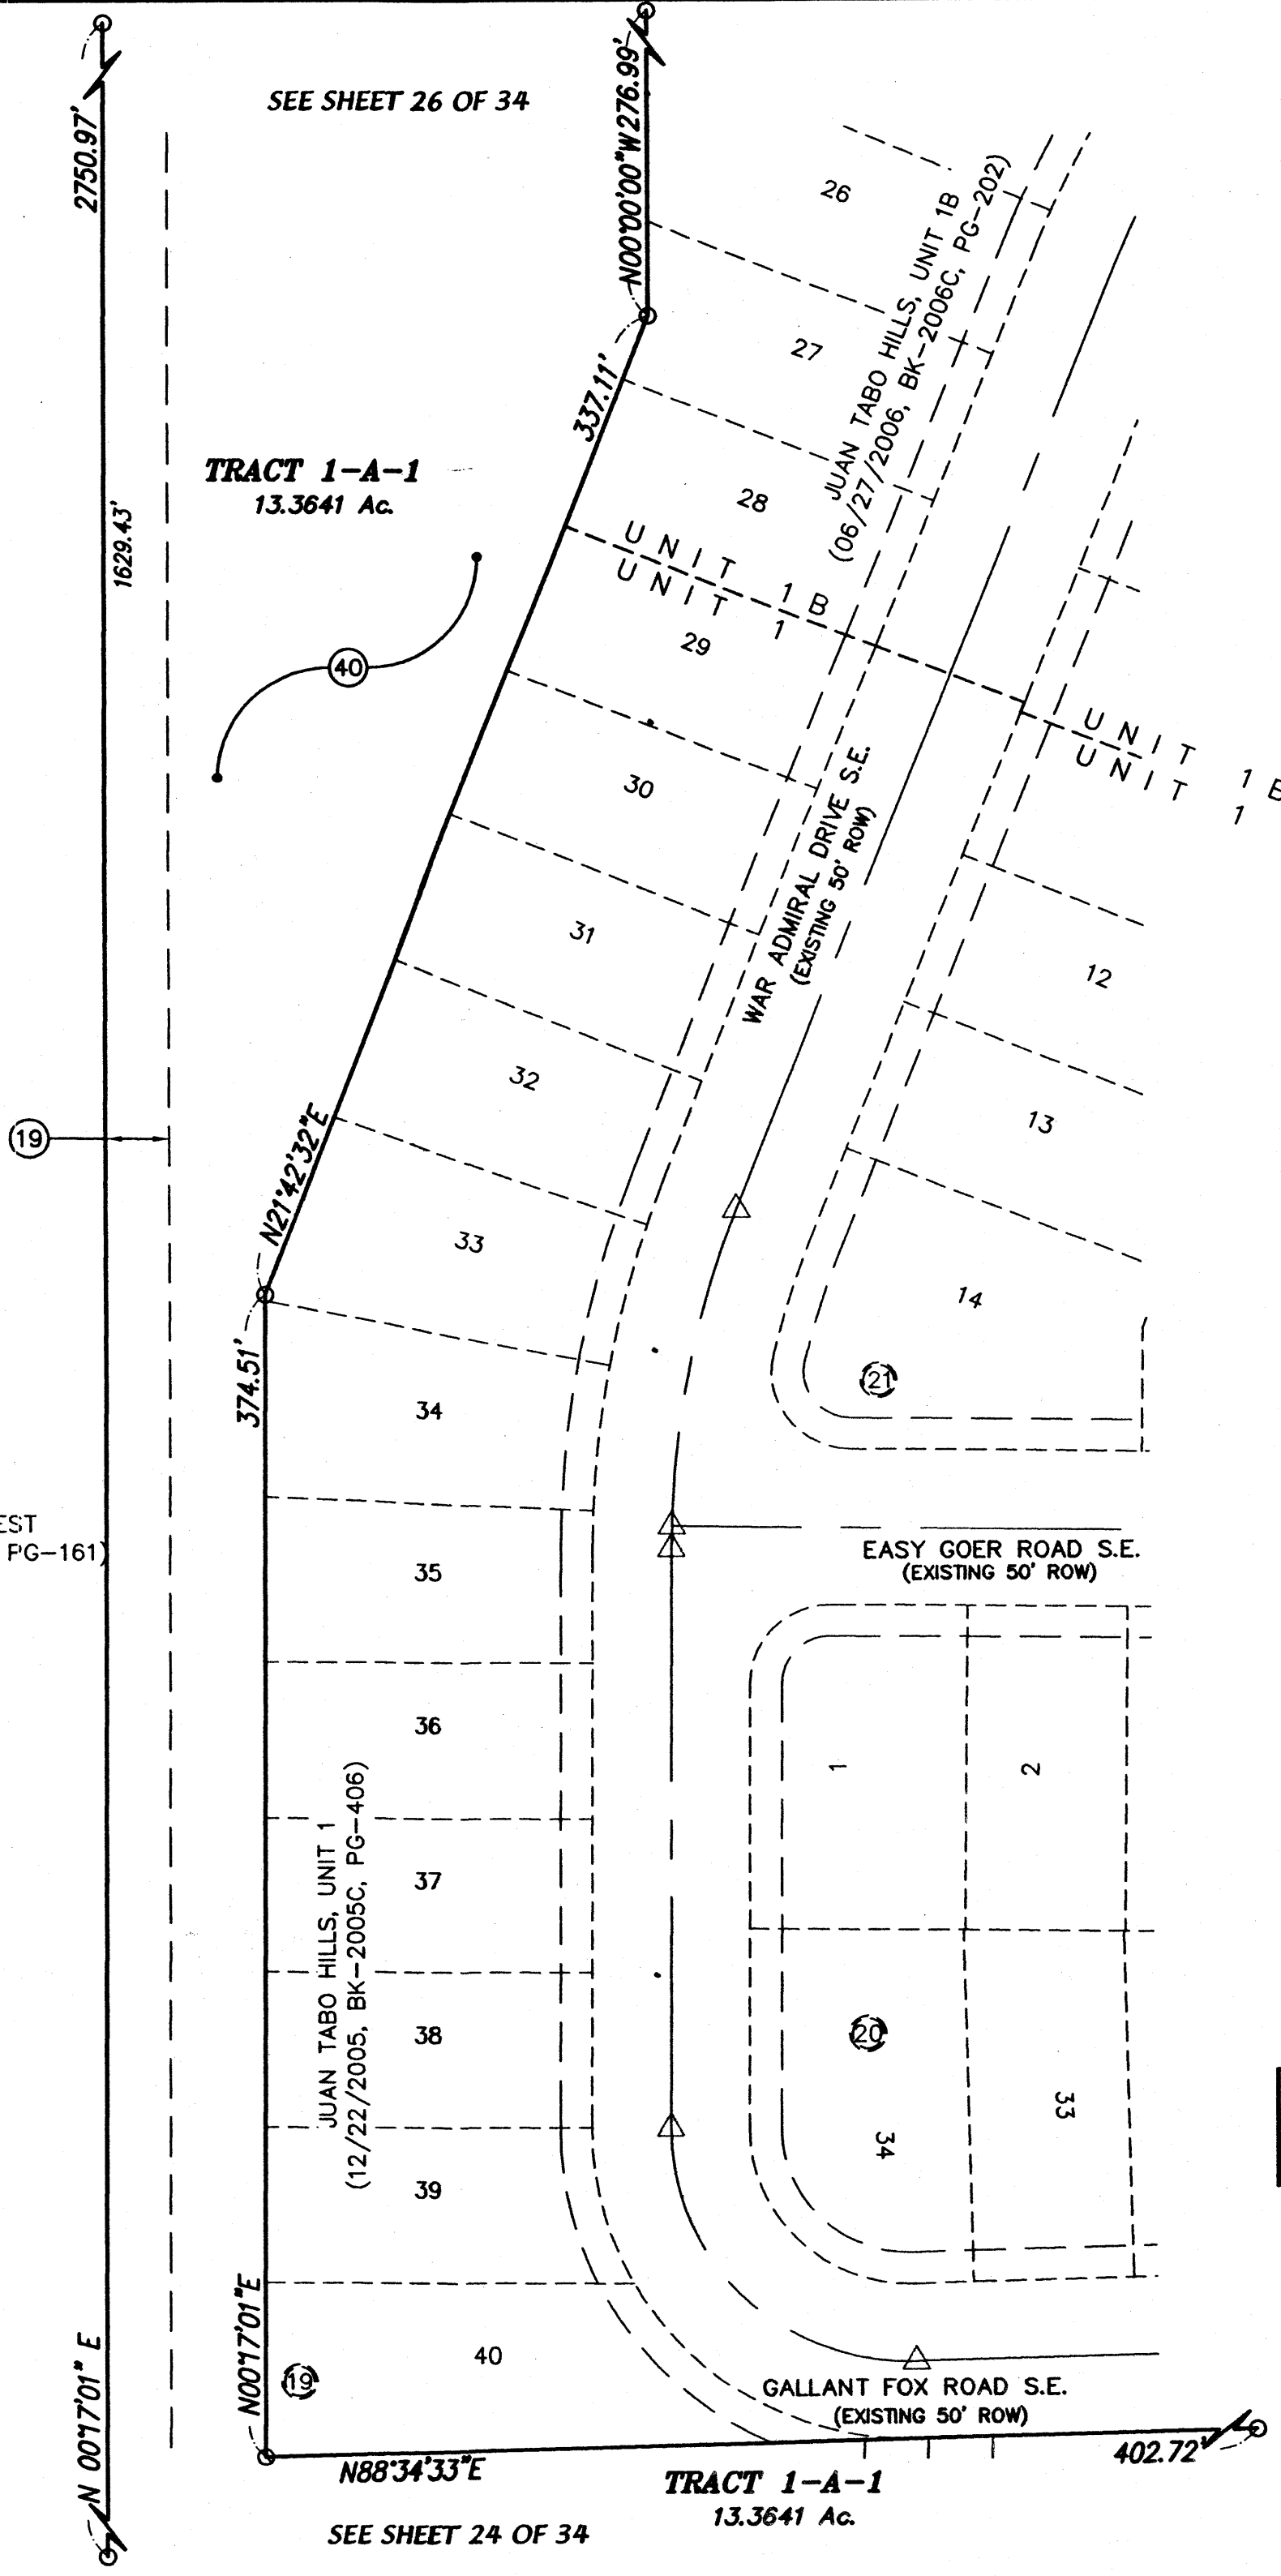 SEE SHEET 26 OF 34
2750.97'
N00°00'00"W 276.99'
26
JUAN TABO HILLS, UNIT 1B
(06/27/2006, BK-2006C, PG-202)
27
337.11'
TRACT 1-A-1
13.3641 Ac.
28
1629.43'
UNIT 1B
UNIT 1
29
40
UNIT 1B
UNIT 1
30
WAR ADMIRAL DRIVE S.E.
(EXISTING 50' ROW)
31
12
32
19
N21°42'32"E
13
33
14
374.51'
21
34
EST
PG-161)
EASY GOER ROAD S.E.
(EXISTING 50' ROW)
35
36
1
2
JUAN TABO HILLS, UNIT 1
(12/22/2005, BK-2005C, PG-406)
37
20
38
33
34
39
N 00°17'01" E
N00°17'01"E
19
40
GALLANT FOX ROAD S.E.
(EXISTING 50' ROW)
N88°34'33"E
402.72'
TRACT 1-A-1
13.3641 Ac.
SEE SHEET 24 OF 34